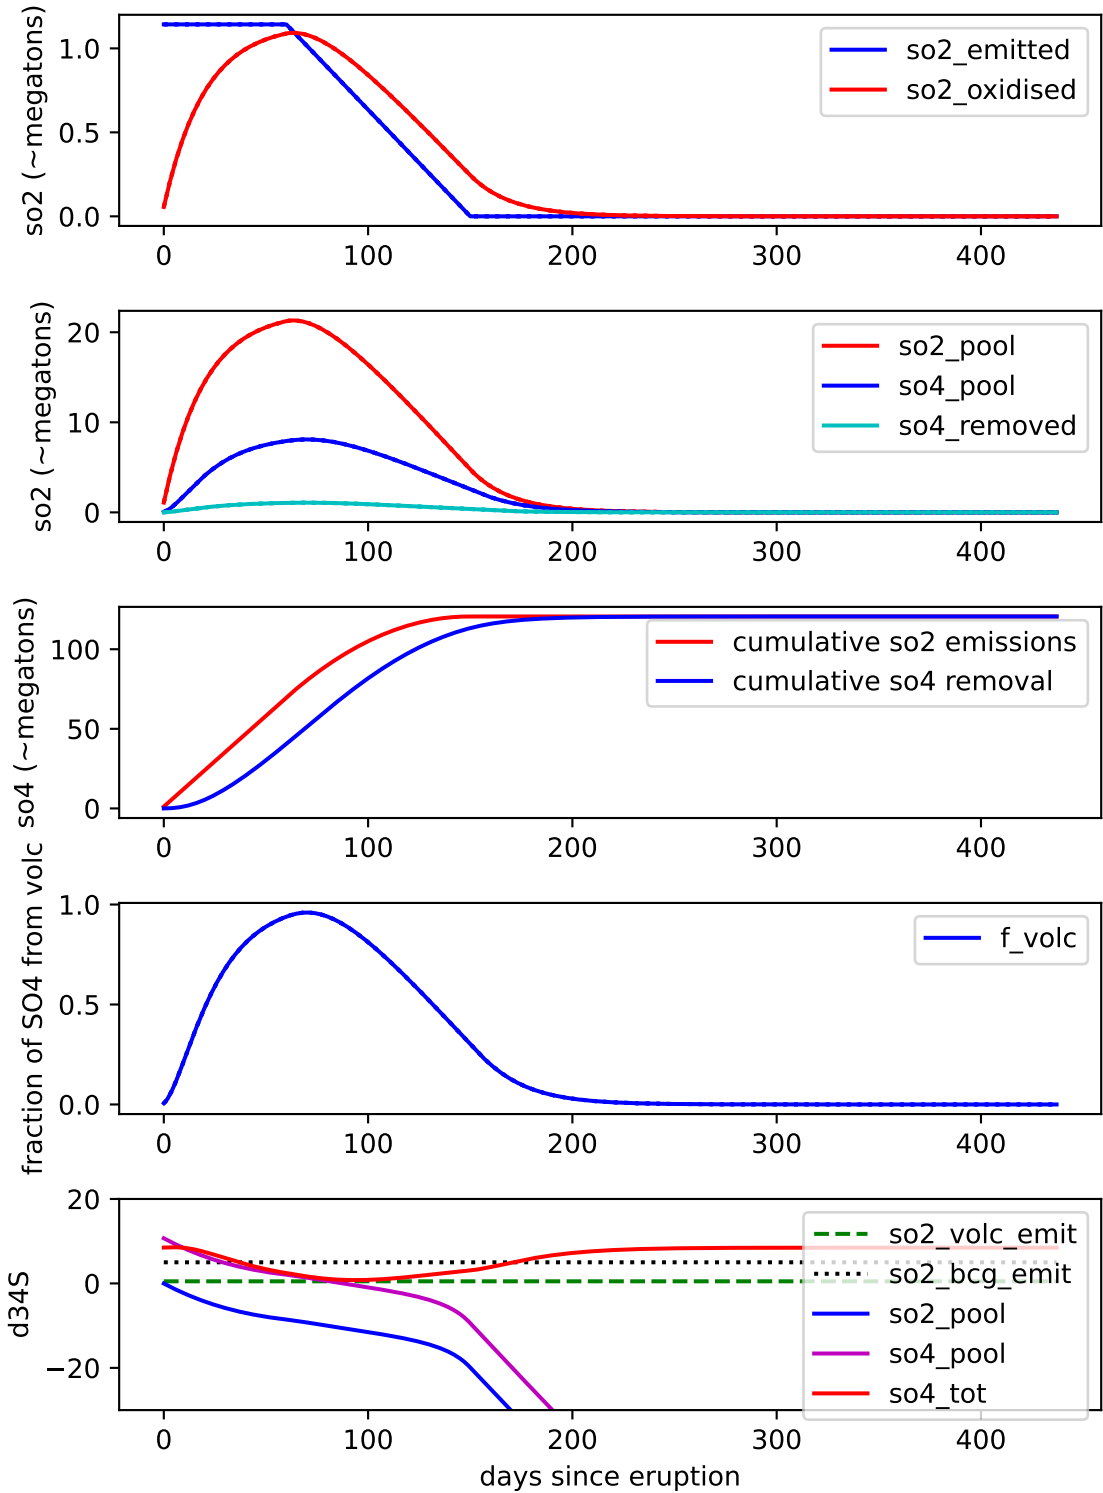 so2 (~megatons)
1.0
0.5
0.0
so2_emitted
so2_oxidised
0 100 200 300 400
so2 (~megatons)
20
10
0
so2_pool
so4_pool
so4_removed
0 100 200 300 400
so4 (~megatons)
100
50
0
cumulative so2 emissions
cumulative so4 removal
0 100 200 300 400
fraction of SO4 from volc
1.0
0.5
0.0
f_volc
0 100 200 300 400
d34S
20
0
−20
so2_volc_emit
so2_bcg_emit
so2_pool
so4_pool
so4_tot
0 100 200 300 400
days since eruption